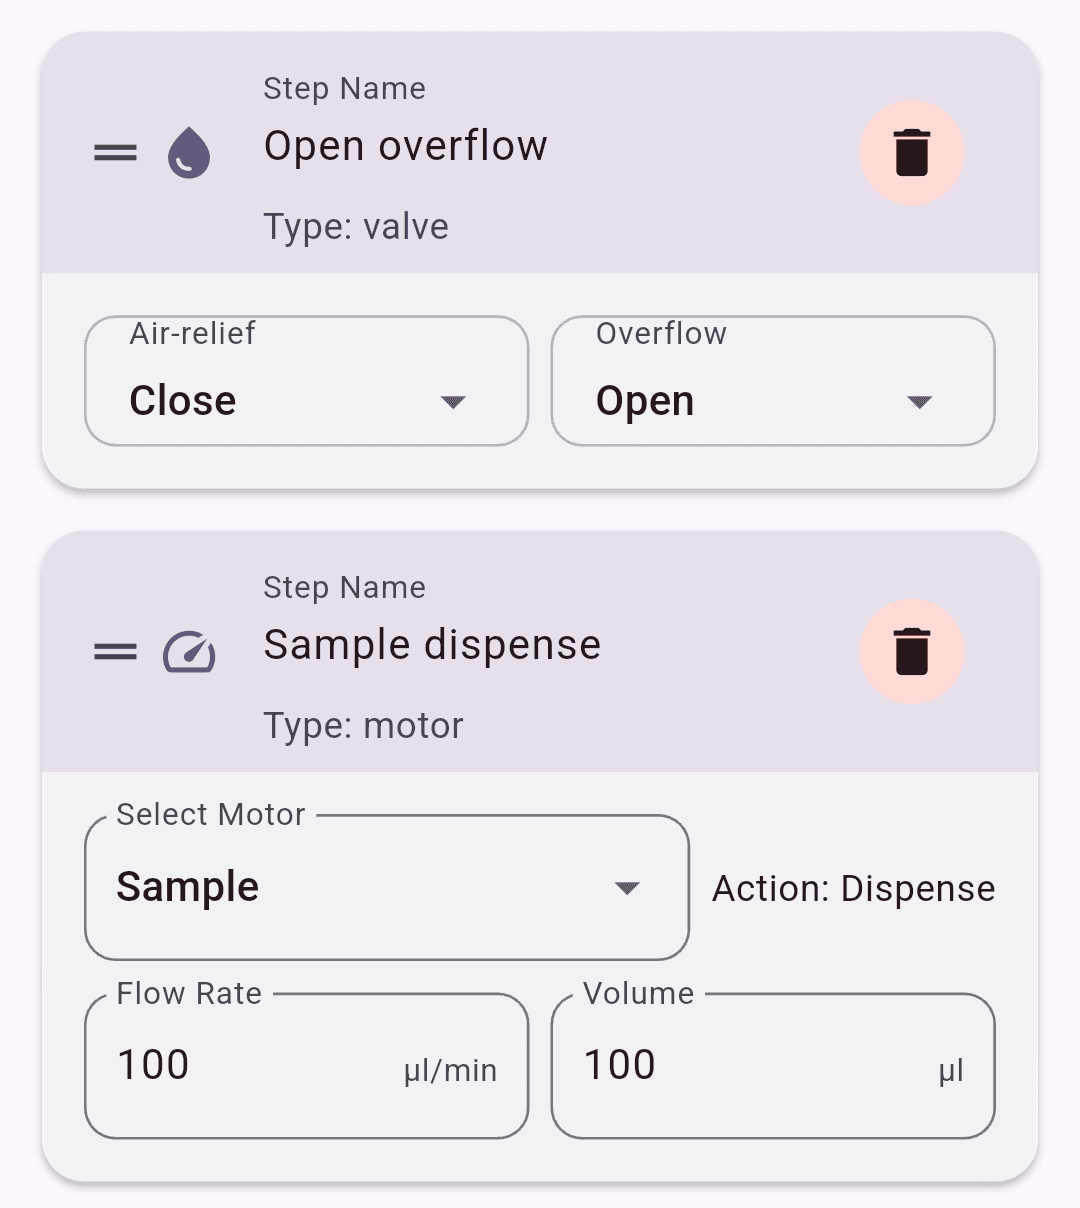 Step Name
Open overflow
Type: valve
Air-relief
Overflow
Close
Open
Step Name
Sample dispense
Type: motor
Select Motor
Sample
Action: Dispense
Flow Rate
Volume
100 µl/min
100 µl